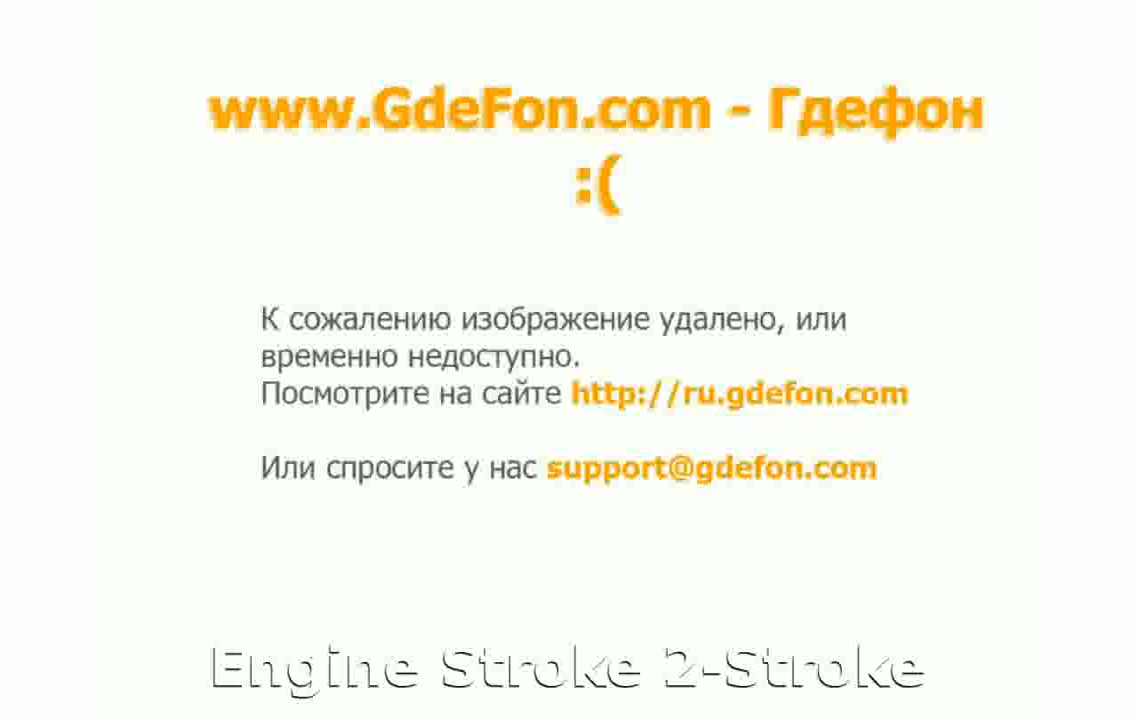 www.GdeFon.com - Гдефон
:(
К сожалению изображение удалено, или
временно недоступно.
Посмотрите на сайте http://ru.gdefon.com
Или спросите у нас support@gdefon.com
Engine Stroke 2-Stroke